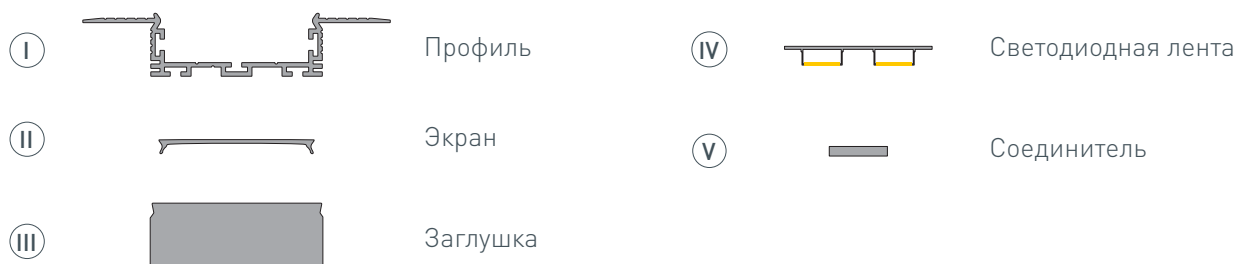 I Профиль
II Экран
III Заглушка
IV Светодиодная лента
V Соединитель